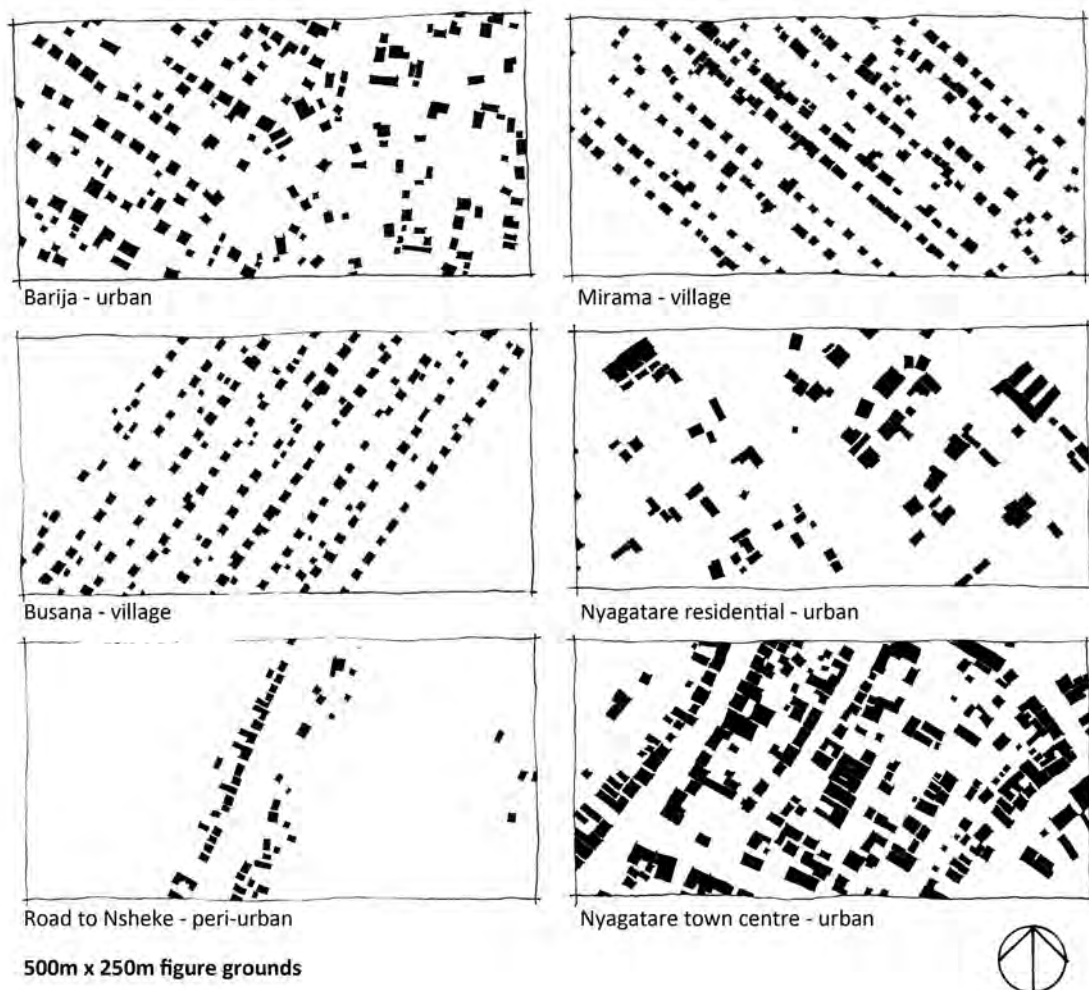 Barija - urban
Mirama - village
Busana - village
Nyagatare residential - urban
Road to Nsheke - peri-urban
Nyagatare town centre - urban
500m x 250m figure grounds